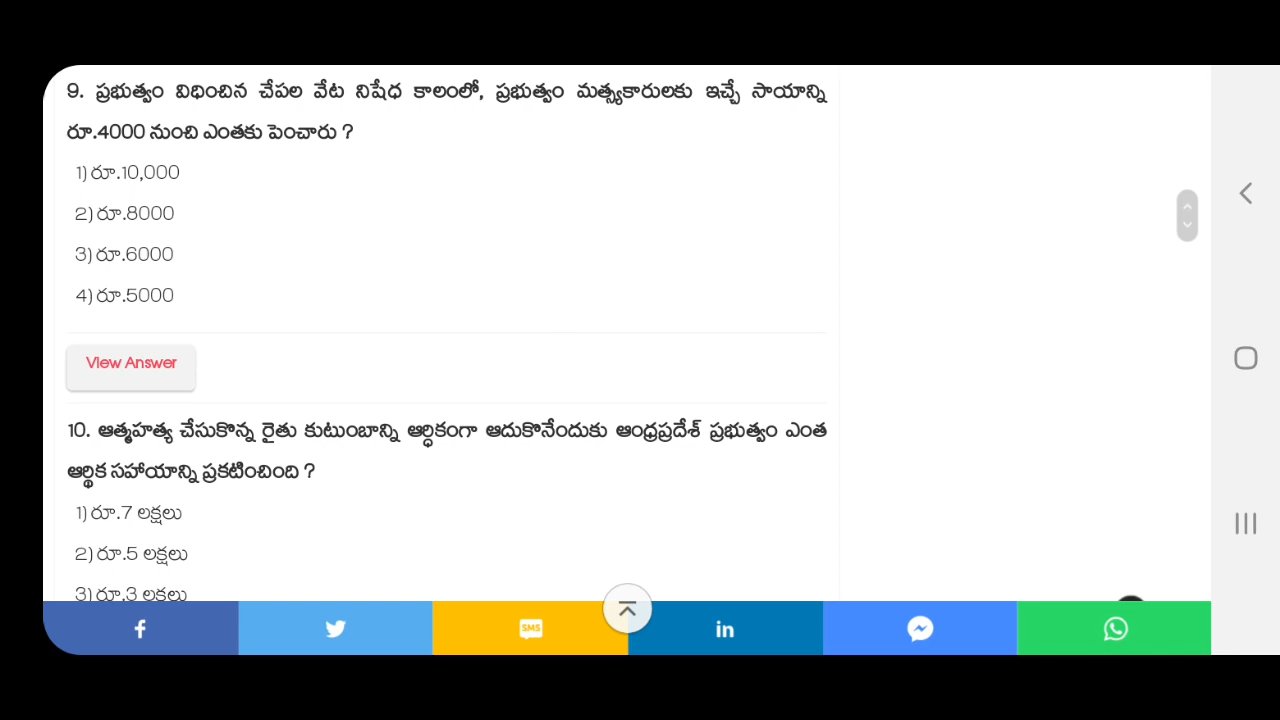 9. ప్రభుత్వం విధించిన చేపల వేట నిషేధ కాలంలో, ప్రభుత్వం మత్స్యకారులకు ఇచ్చే సాయాన్ని
రూ.4000 నుంచి ఎంతకు పెంచారు ?
1) రూ.10,000
2) రూ.8000
3) రూ.6000
4) రూ.5000
View Answer
10. ఆత్మహత్య చేసుకొన్న రైతు కుటుంబాన్ని ఆర్ధికంగా ఆదుకొనేందుకు ఆంధ్రప్రదేశ్ ప్రభుత్వం ఎంత
ఆర్థిక సహాయాన్ని ప్రకటించింది ?
1) రూ.7 లక్షలు
2) రూ.5 లక్షలు
3) రూ.3 లక్షలు
SMS